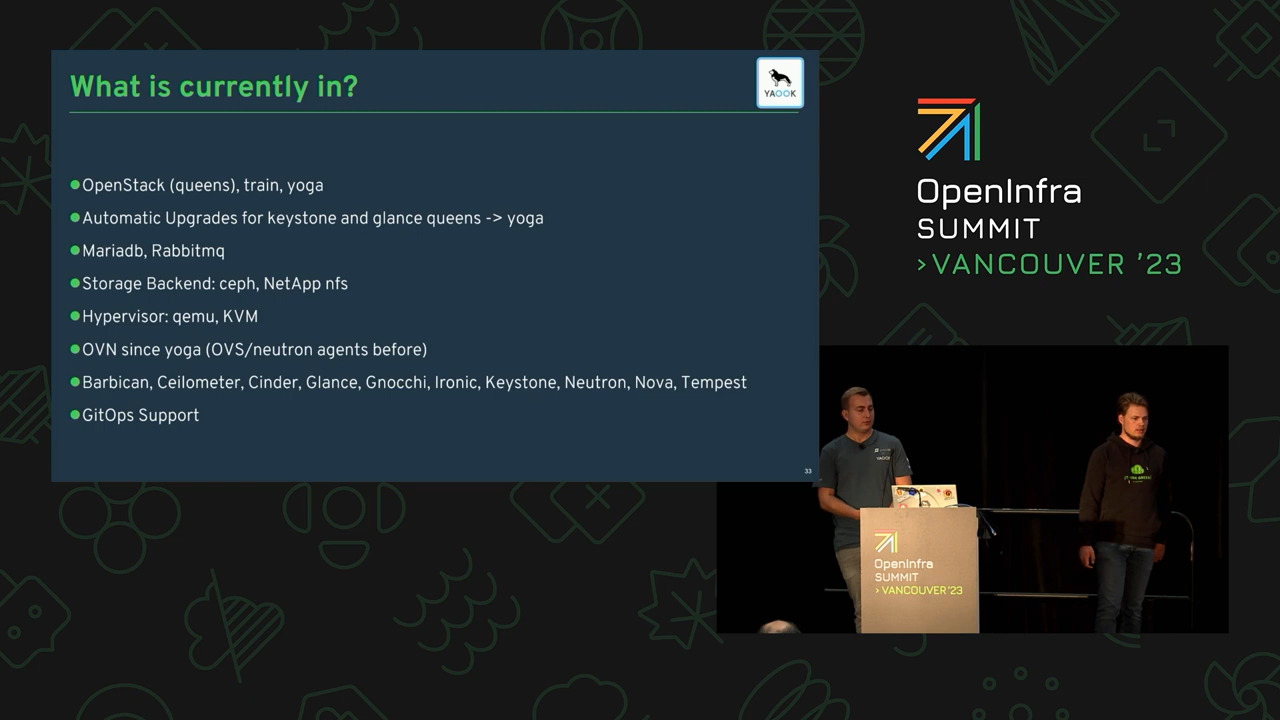 What is currently in?
YAOOK
OpenStack (queens), train, yoga
Automatic Upgrades for keystone and glance queens -> yoga
Mariadb, Rabbitmq
Storage Backend: ceph, NetApp nfs
Hypervisor: qemu, KVM
OVN since yoga (OVS/neutron agents before)
Barbican, Ceilometer, Cinder, Glance, Gnocchi, Ironic, Keystone, Neutron, Nova, Tempest
GitOps Support
33
OpenInfra
SUMMIT
>VANCOUVER '23
YAOOK
OpenInfra
SUMMIT
> VANCOUVER '23